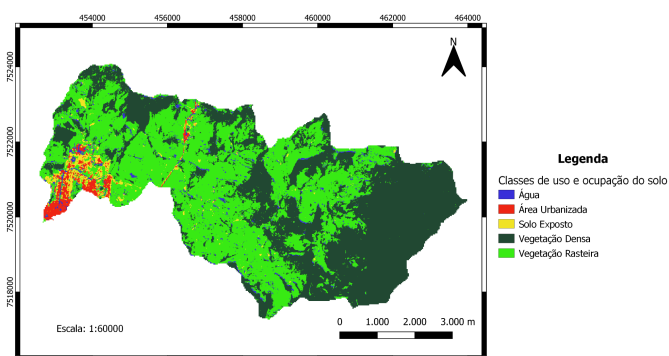 454000 456000 458000 460000 462000 464000
7524000
7522000
7520000
7518000
N
Legenda
Classes de uso e ocupação do solo
Água
Área Urbanizada
Solo Exposto
Vegetação Densa
Vegetação Rasteira
Escala: 1:60000
0 1.000 2.000 3.000 m